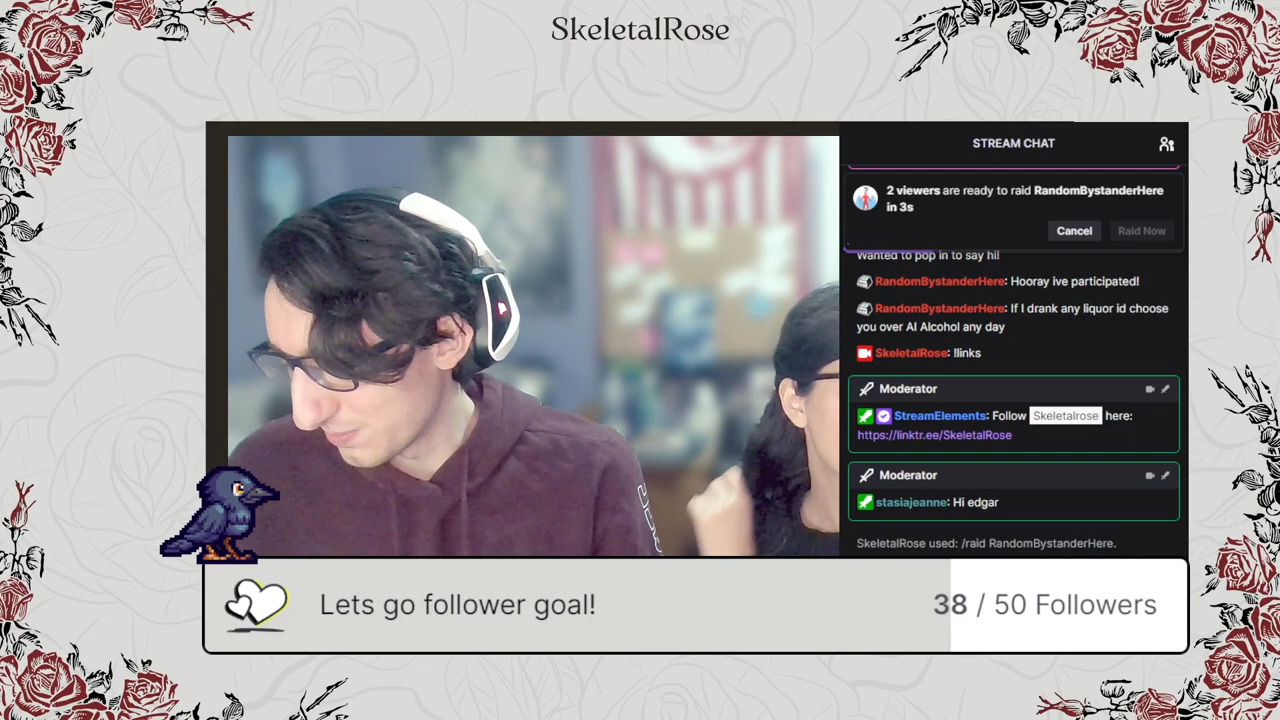 SkeletalRose
STREAM CHAT
2 viewers are ready to raid RandomBystanderHere
in 3s
Cancel
Raid Now
Wanted to pop in to say hi!
RandomBystanderHere: Hooray ive participated!
RandomBystanderHere: If I drank any liquor id choose
you over AI Alcohol any day
SkeletalRose: !links
Moderator
StreamElements: Follow Skeletalrose here:
https://linktr.ee/SkeletalRose
Moderator
stasiajeanne: Hi edgar
SkeletalRose used: /raid RandomBystanderHere.
Lets go follower goal!
38 / 50 Followers